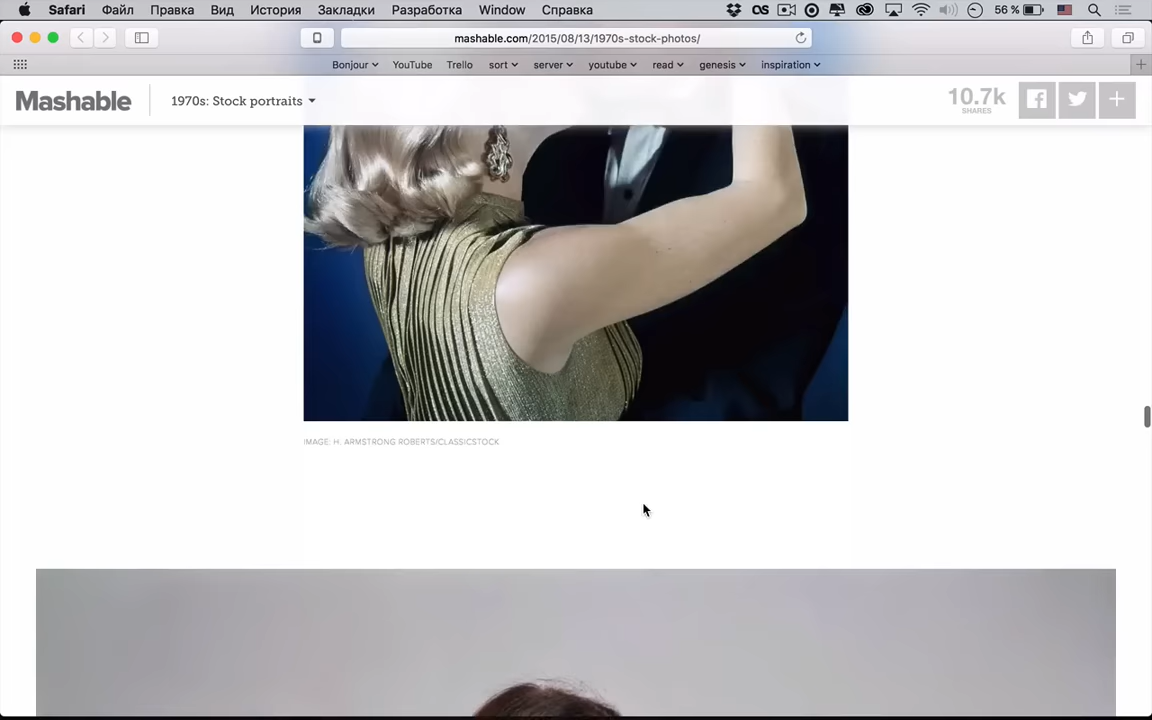 Safari Файл Правка Вид История Закладки Разработка Window Справка 56 %
mashable.com/2015/08/13/1970s-stock-photos/
Bonjour YouTube Trello sort server youtube read genesis inspiration
Mashable 1970s: Stock portraits 10.7k
SHARES
IMAGE: H. ARMSTRONG ROBERTS/CLASSICSTOCK